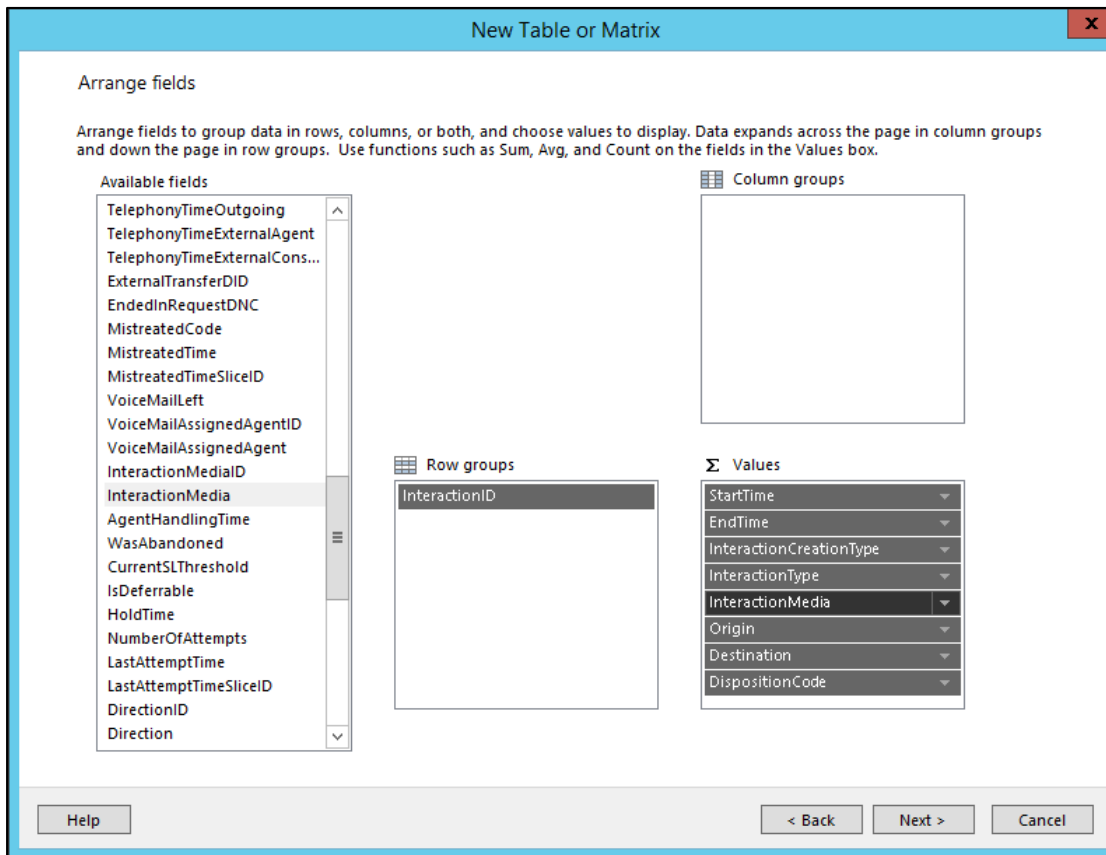 New Table or Matrix
x
Arrange fields
Arrange fields to group data in rows, columns, or both, and choose values to display. Data expands across the page in column groups
and down the page in row groups.  Use functions such as Sum, Avg, and Count on the fields in the Values box.
Available fields
TelephonyTimeOutgoing
TelephonyTimeExternalAgent
TelephonyTimeExternalCons...
ExternalTransferDID
EndedInRequestDNC
MistreatedCode
MistreatedTime
MistreatedTimeSliceID
VoiceMailLeft
VoiceMailAssignedAgentID
VoiceMailAssignedAgent
InteractionMediaID
InteractionMedia
AgentHandlingTime
WasAbandoned
CurrentSLThreshold
IsDeferrable
HoldTime
NumberOfAttempts
LastAttemptTime
LastAttemptTimeSliceID
DirectionID
Direction
Column groups
Row groups
InteractionID
Σ Values
StartTime
EndTime
InteractionCreationType
InteractionType
InteractionMedia
Origin
Destination
DispositionCode
Help
< Back
Next >
Cancel